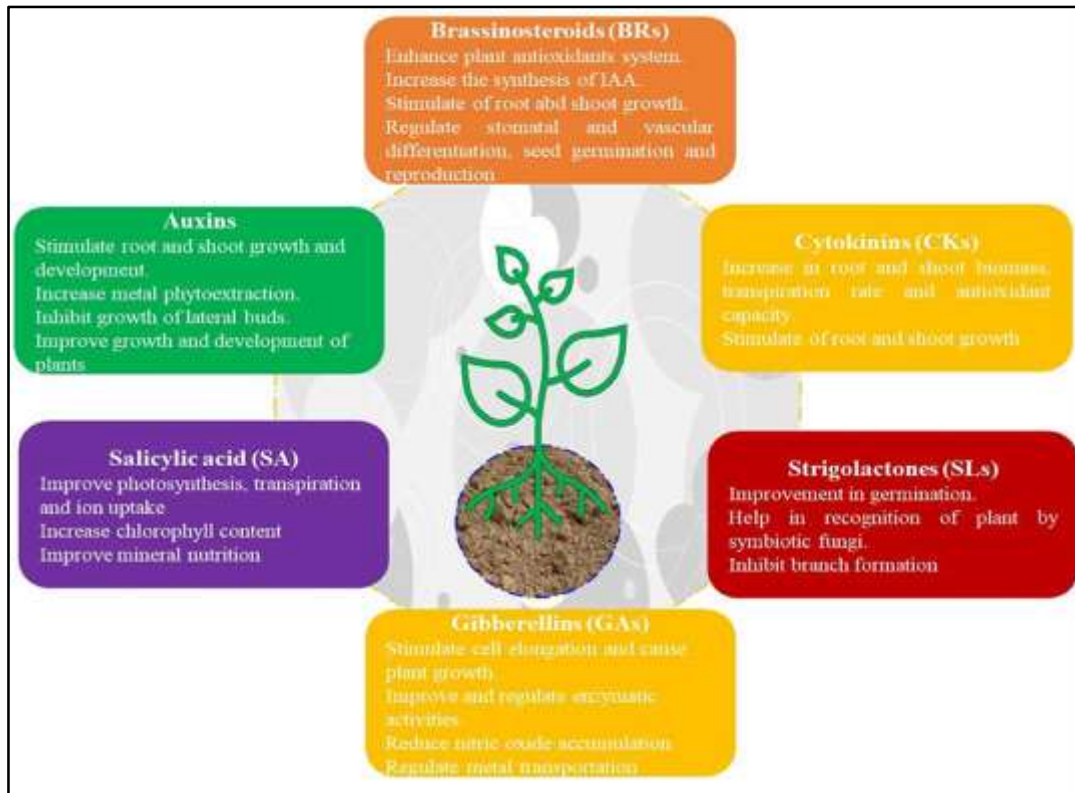 Brassinosteroids (BRs)
Enhance plant antioxidants system.
Increase the synthesis of IAA.
Stimulate of root abd shoot growth.
Regulate stomatal and vascular
differentiation, seed germination and
reproduction
Auxins
Stimulate root and shoot growth and
development.
Increase metal phytoextraction.
Inhibit growth of lateral buds.
Improve growth and development of
plants
Cytokinins (CKs)
Increase in root and shoot biomass,
transpiration rate and antioxidant
capacity.
Stimulate of root and shoot growth
Salicylic acid (SA)
Improve photosynthesis, transpiration
and ion uptake
Increase chlorophyll content
Improve mineral nutrition
Strigolactones (SLs)
Improvement in germination.
Help in recognition of plant by
symbiotic fungi.
Inhibit branch formation
Gibberellins (GAs)
Stimulate cell elongation and cause
plant growth.
Improve and regulate enzymatic
activities
Reduce nitric oxide accumulation
Regulate metal transportation